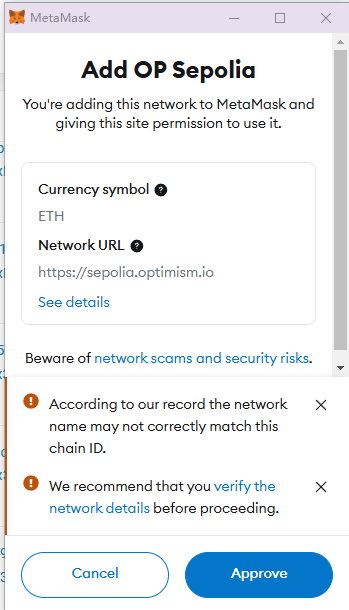 MetaMask
Add OP Sepolia
You're adding this network to MetaMask and
giving this site permission to use it.
Currency symbol
ETH
Network URL
https://sepolia.optimism.io
See details
Beware of network scams and security risks.
According to our record the network
name may not correctly match this
chain ID.
We recommend that you verify the
network details before proceeding.
Cancel
Approve